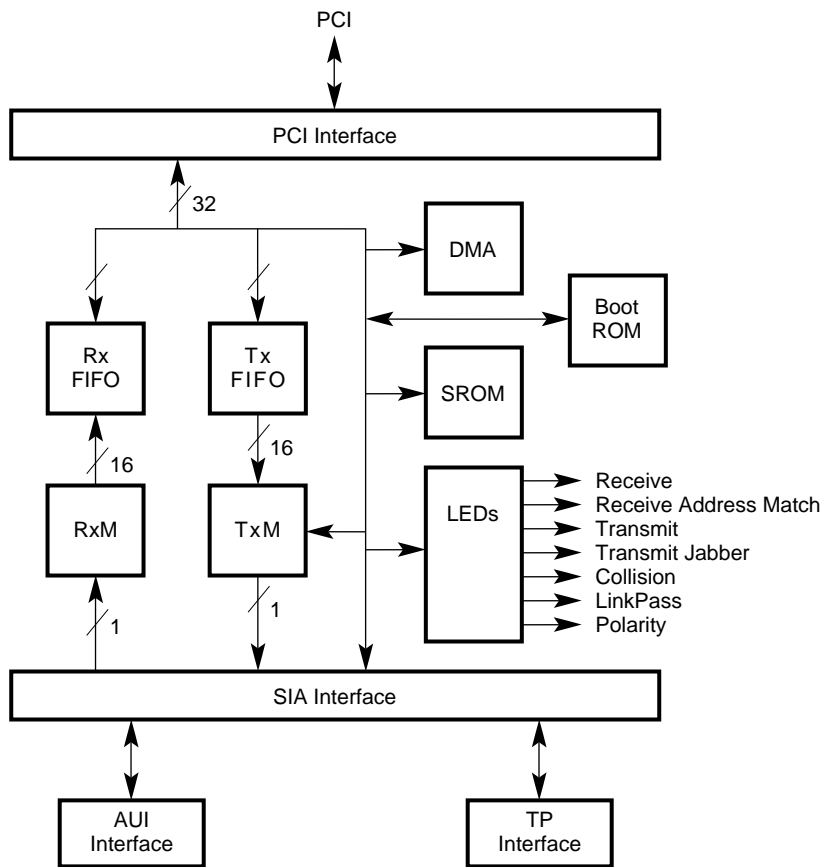 PCI
PCI Interface
32
DMA
Boot
ROM
Rx
FIFO
Tx
FIFO
SROM
16
16
RxM
TxM
LEDs
Receive
Receive Address Match
Transmit
Transmit Jabber
Collision
LinkPass
Polarity
1
1
SIA Interface
AUI
Interface
TP
Interface